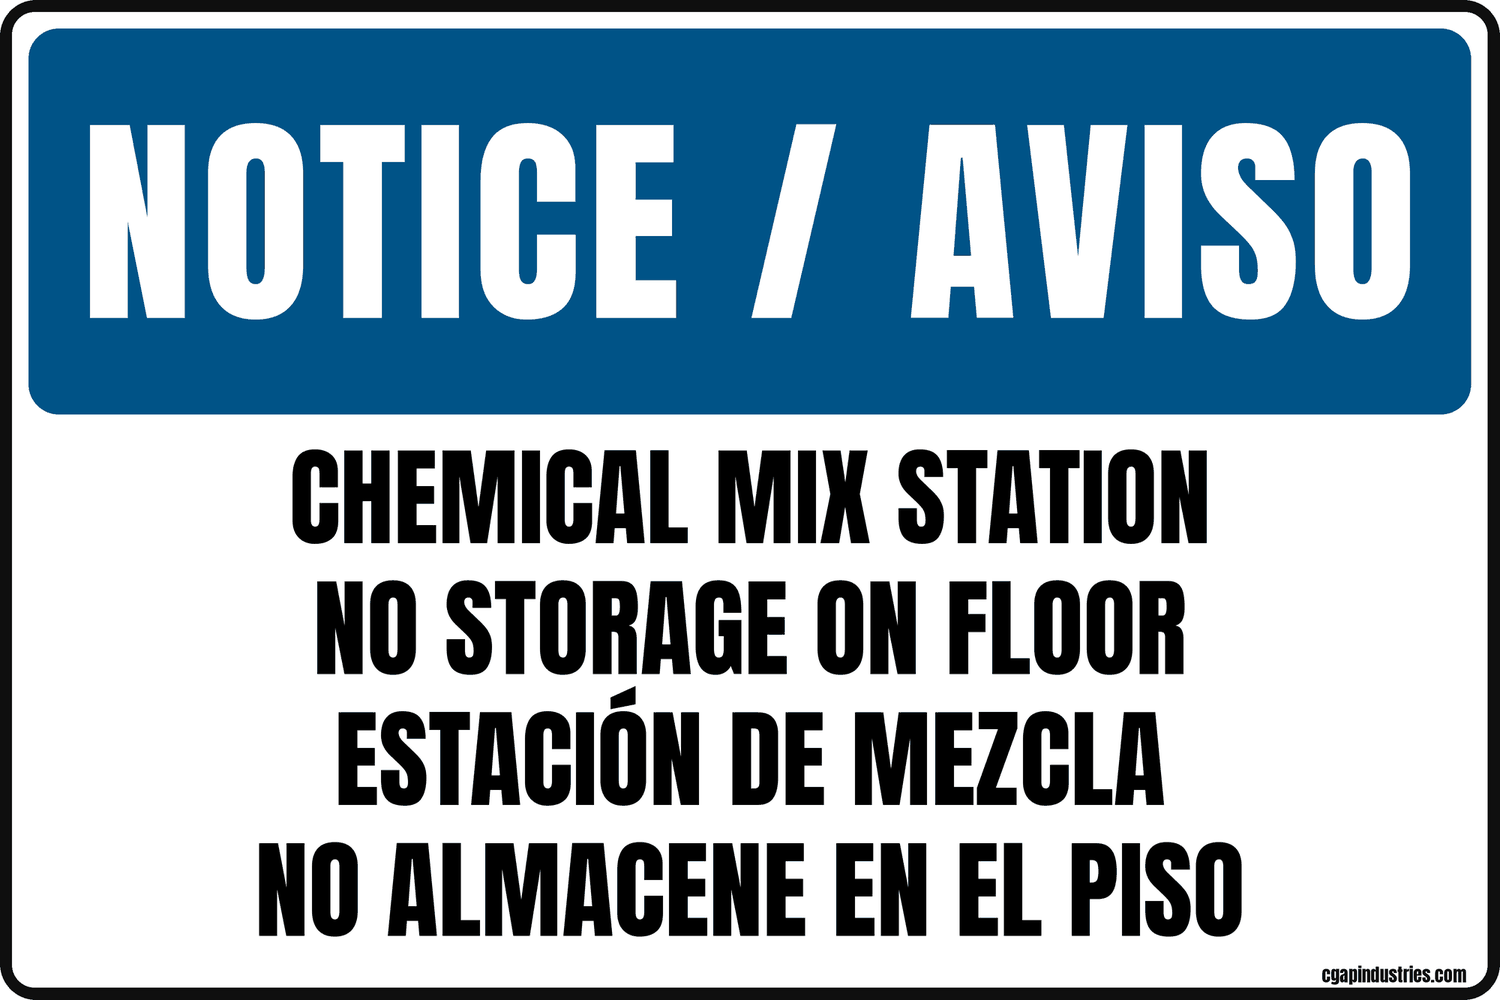 NOTICE / AVISO
CHEMICAL MIX STATION
NO STORAGE ON FLOOR
ESTACIÓN DE MEZCLA
NO ALMACENE EN EL PISO
cgapindustries.com